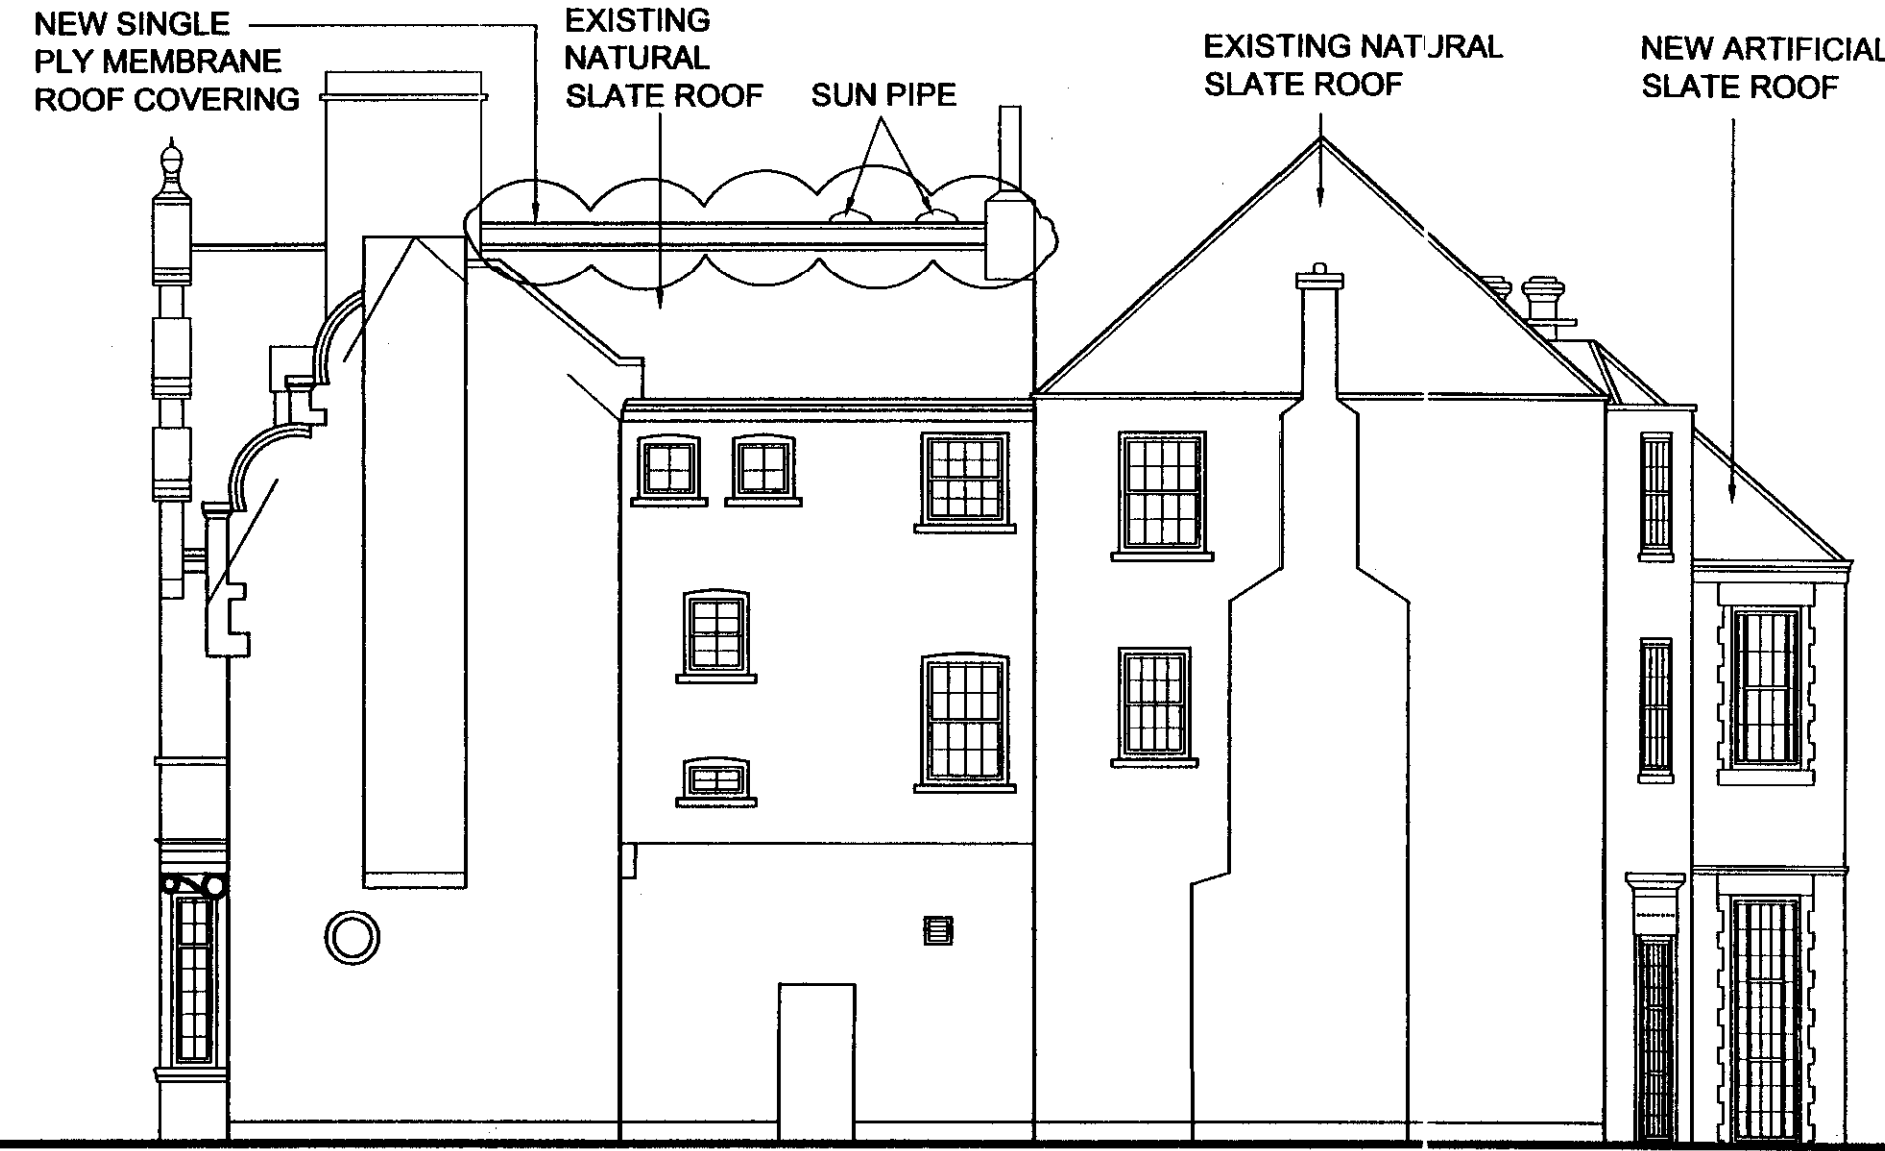 NEW SINGLE
PLY MEMBRANE
ROOF COVERING
EXISTING
NATURAL
SLATE ROOF
SUN PIPE
EXISTING NATURAL
SLATE ROOF
NEW ARTIFICIAL
SLATE ROOF